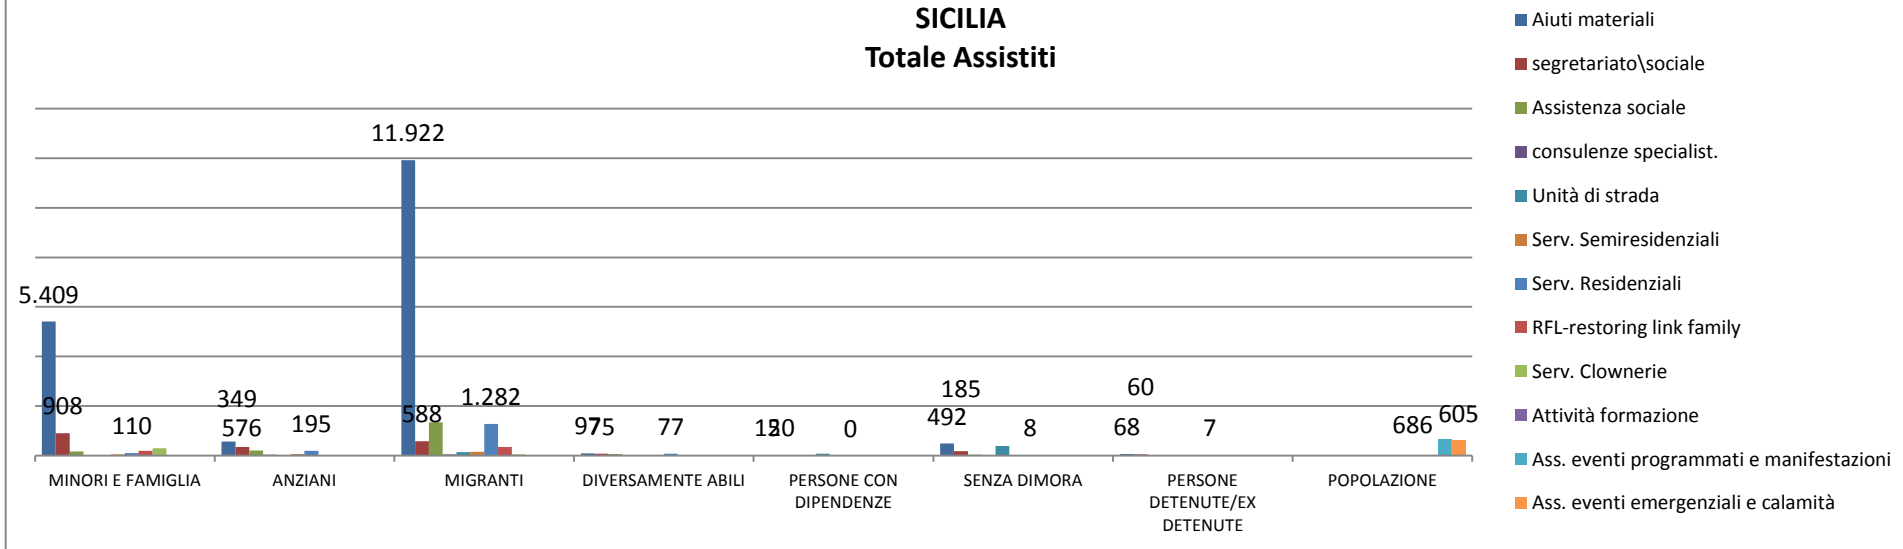 SICILIA
Totale Assistiti
11.922
5.409
908
110
349
576
195
588
1.282
77
0
185
492
8
68
60
7
686
605
MINORI E FAMIGLIA
ANZIANI
MIGRANTI
DIVERSAMENTE ABILI
PERSONE CON
DIPENDENZE
SENZA DIMORA
PERSONE
DETENUTE/EX
DETENUTE
POPOLAZIONE
Aiuti materiali
segretariato\sociale
Assistenza sociale
consulenze specialist.
Unità di strada
Serv. Semiresidenziali
Serv. Residenziali
RFL-restoring link family
Serv. Clownerie
Attività formazione
Ass. eventi programmati e manifestazioni
Ass. eventi emergenziali e calamità